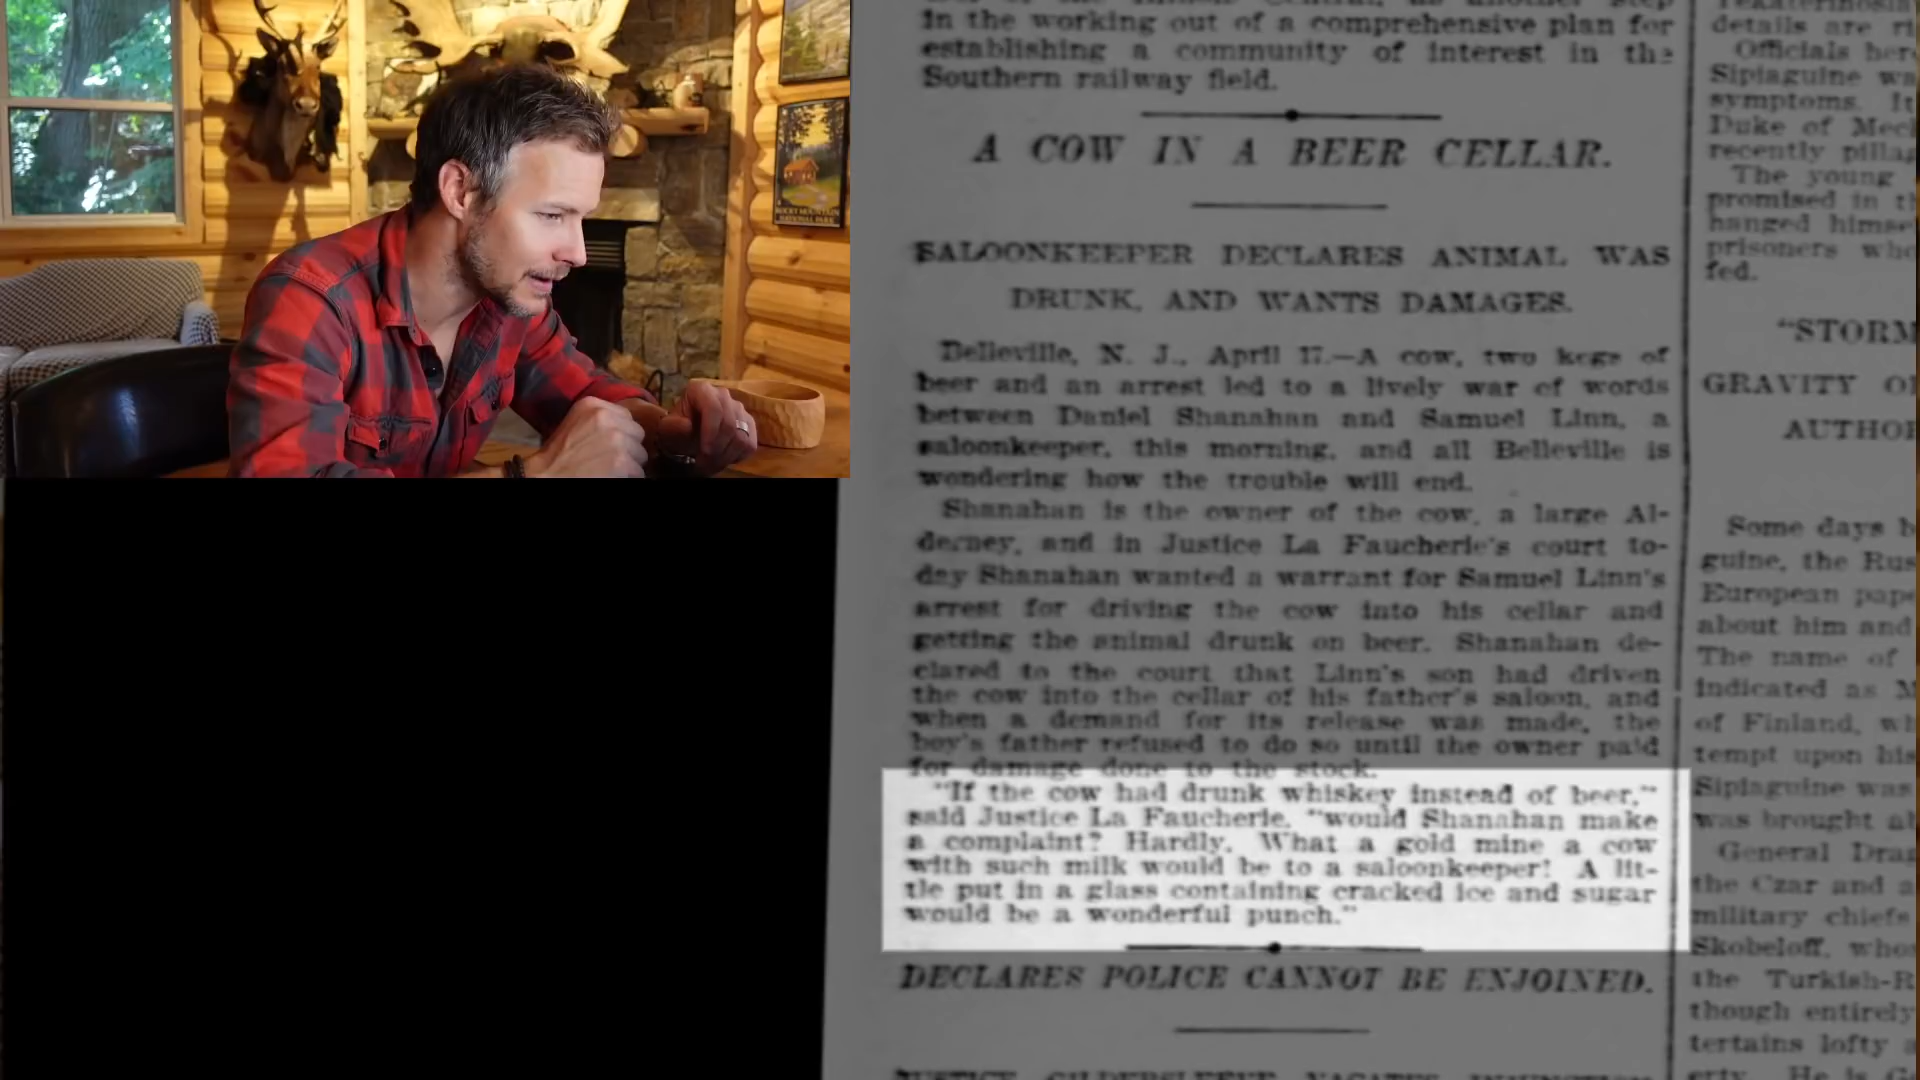 ROCKY MOUNTAIN
NATIONAL PARK
in the working out of a comprehensive plan for
establishing a community of interest in the
Southern railway field.
A COW IN A BEER CELLAR.
SALOONKEEPER DECLARES ANIMAL WAS
DRUNK, AND WANTS DAMAGES.
Belleville, N. J., April 17.—A cow, two kegs of
beer and an arrest led to a lively war of words
between Daniel Shanahan and Samuel Linn, a
saloonkeeper, this morning, and all Belleville is
wondering how the trouble will end.
Shanahan is the owner of the cow, a large Al-
derney, and in Justice La Faucherie's court to-
day Shanahan wanted a warrant for Samuel Linn's
arrest for driving the cow into his cellar and
getting the animal drunk on beer. Shanahan de-
clared to the court that Linn's son had driven
the cow into the cellar of his father's saloon, and
when a demand for its release was made, the
boy's father refused to do so until the owner paid
for damage done to the stock.
"If the cow had drunk whiskey instead of beer,"
said Justice La Faucherie, "would Shanahan make
a complaint? Hardly. What a gold mine a cow
with such milk would be to a saloonkeeper! A lit-
tle put in a glass containing cracked ice and sugar
would be a wonderful punch."
DECLARES POLICE CANNOT BE ENJOINED.
details are
Officials
Sipiaguine
symptoms.
Duke of
recently
The young
promised in
prisoners
fed.
"STORM
GRAVITY
AUTHOR
Some days
guine, the
European
about him and
The name of
indicated as
of Finland,
tempt upon his
Sipiaguine was
was brought
General
the Czar and
military chiefs
Skobeloff,
the Turkish-R
though entirely
tertains lofty